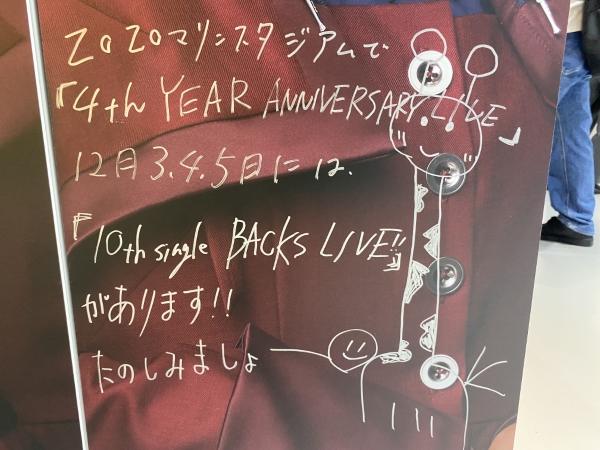 ZOZOマリンスタジアムで
『4th YEAR ANNIVERSARY LIVE』
12月3.4.5日には、
『10th single BACKS LIVE!!』
があります!!
たのしみましょ